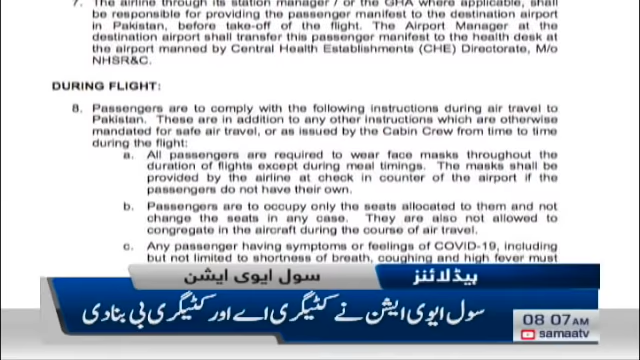 7. The airline through its station manager / or the GHA where applicable, shall
be responsible for providing the passenger manifest to the destination airport
in Pakistan, before take-off of the flight. The Airport Manager at the
destination airport shall transfer this passenger manifest to the health desk at
the airport manned by Central Health Establishments (CHE) Directorate, M/o
NHSR&C.
DURING FLIGHT:
8. Passengers are to comply with the following instructions during air travel to
Pakistan. These are in addition to any other instructions which are otherwise
mandated for safe air travel, or as issued by the Cabin Crew from time to time
during the flight:
a. All passengers are required to wear face masks throughout the
duration of flights except during meal timings. The masks shall be
provided by the airline at check in counter of the airport if the
passengers do not have their own.
b. Passengers are to occupy only the seats allocated to them and not
change the seats in any case. They are also not allowed to
congregate in the aircraft during the course of air travel.
c. Any passenger having symptoms or feelings of COVID-19, including
but not limited to shortness of breath, coughing and high fever must
ہیڈلائنز
سول ایوی ایشن
سول ایوی ایشن نے کٹیگری اے اور کٹیگری بی بنا دی
08:07AM
samaatv